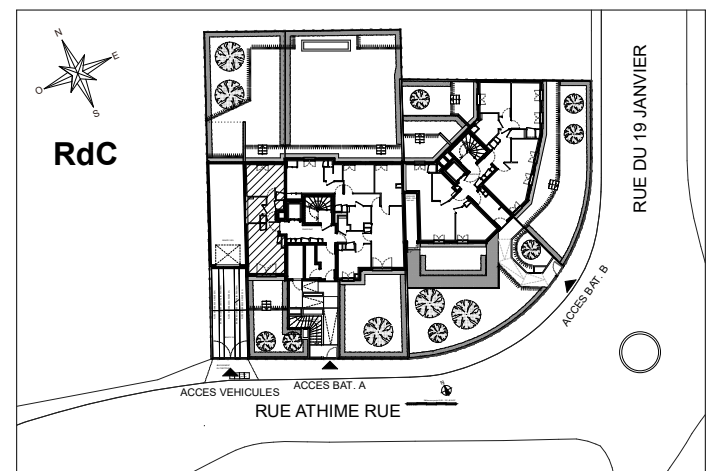 N
E
O
S
RdC
RUE DU 19 JANVIER
ACCES BAT. B
ACCES BAT. A
ACCES VEHICULES
RUE ATHIME RUE
N